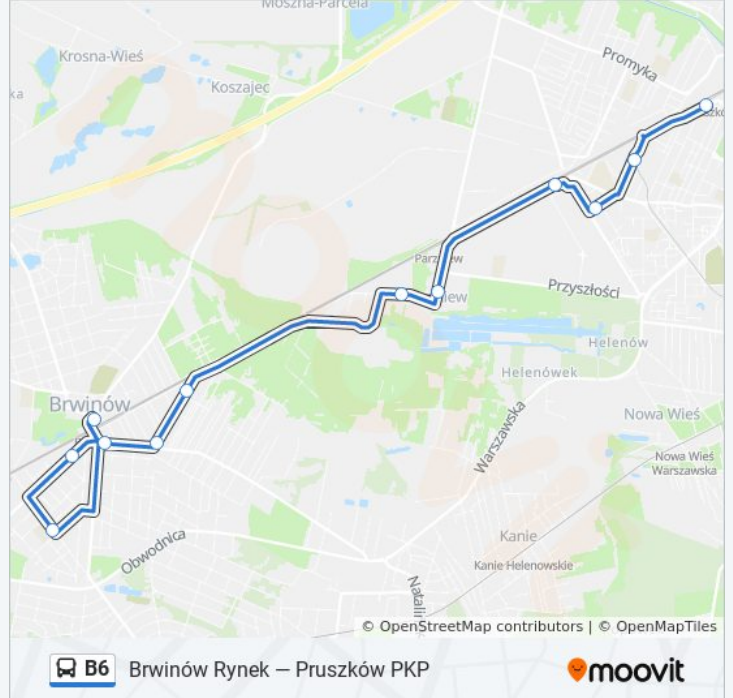 Moszna-Parcela
Krosna-Wieś
Promyka
Koszajec
Przyszłości
Helenów
Brwinów
Helenówek
Nowa Wieś
Warszawska
Nowa Wieś
Warszawska
Kanie
Obwodnica
Kanie Helenowskie
© OpenStreetMap contributors | © OpenMapTiles
B6 Brwinów Rynek — Pruszków PKP
moovit